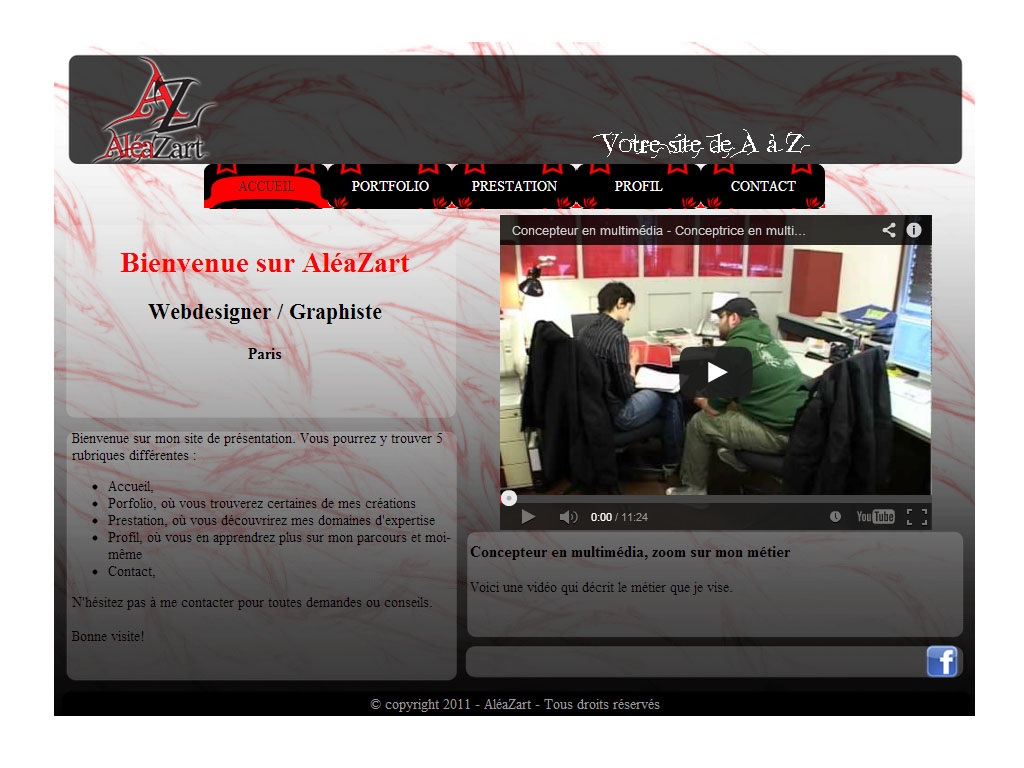 AZ
AléaZart
Votre site de A à Z
ACCUEIL PORTFOLIO PRESTATION PROFIL CONTACT
Bienvenue sur AléaZart
Webdesigner / Graphiste
Paris
Bienvenue sur mon site de présentation. Vous pourrez y trouver 5
rubriques différentes :
Accueil,
Porfolio, où vous trouverez certaines de mes créations
Prestation, où vous découvrirez mes domaines d'expertise
Profil, où vous en apprendrez plus sur mon parcours et moi-
même
Contact,
N'hésitez pas à me contacter pour toutes demandes ou conseils.
Bonne visite!
Concepteur en multimédia - Conceptrice en multi...
0:00 / 11:24
YouTube
Concepteur en multimédia, zoom sur mon métier
Voici une vidéo qui décrit le métier que je vise.
f
© copyright 2011 - AléaZart - Tous droits réservés